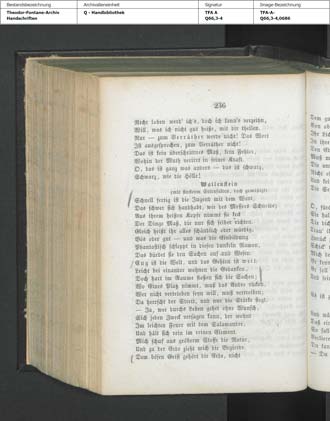 Bestandsbezeichnung Archivalieneinheit Signatur Image-Bezeichnung
Theodor-Fontane-Archiv Q - Handbibliothek TFA A TFA-A-
Handschriften Q66,3-4 Q66,3-4,0686
236
Nicht loben werd' ich's, doch ich kann's verzeihn,
Will, was ich nicht gut heiße, mit dir theilen.
Nur — zum Verräther werde nicht! Das Wort
Ist ausgesprochen, zum Verräther nicht!
Das ist kein überschrittnes Maß, kein Fehler,
Wohin der Muth verirrt in seiner Kraft.
O, das ist ganz was anders — das ist schwarz,
Schwarz, wie die Hölle!
Wallenstein
(mit finsterm Stirnfalten, doch gemäßigt).
Schnell fertig ist die Jugend mit dem Wort,
Das schwer sich handhabt, wie des Messers Schneide;
Aus ihrem heißen Kopfe nimmt sie keck
Der Dinge Maß, die nur sich selber richten.
Gleich heißt ihr alles schändlich oder würdig,
Bös oder gut — und was die Einbildung
Phantastisch schleppt in diesen dunkeln Namen,
Das bürdet sie den Sachen auf und Wesen.
Eng ist die Welt, und das Gehirn ist weit.
Leicht bei einander wohnen die Gedanken,
Doch hart im Raume stoßen sich die Sachen;
Wo Eines Platz nimmt, muß das Andre rücken,
Wer nicht vertrieben seyn will, muß vertreiben;
Da herrscht der Streit, und nur die Stärke siegt.
— Ja, wer durchs Leben gehet ohne Wunsch,
Sich jeden Zweck versagen kann, der wohnt
Im leichten Feuer mit dem Salamander,
Und hält sich rein im reinen Element.
Mich schuf aus gröberm Stoffe die Natur,
Und zu der Erde zieht mich die Begierde.
Dem bösen Geist gehört die Erde, nicht